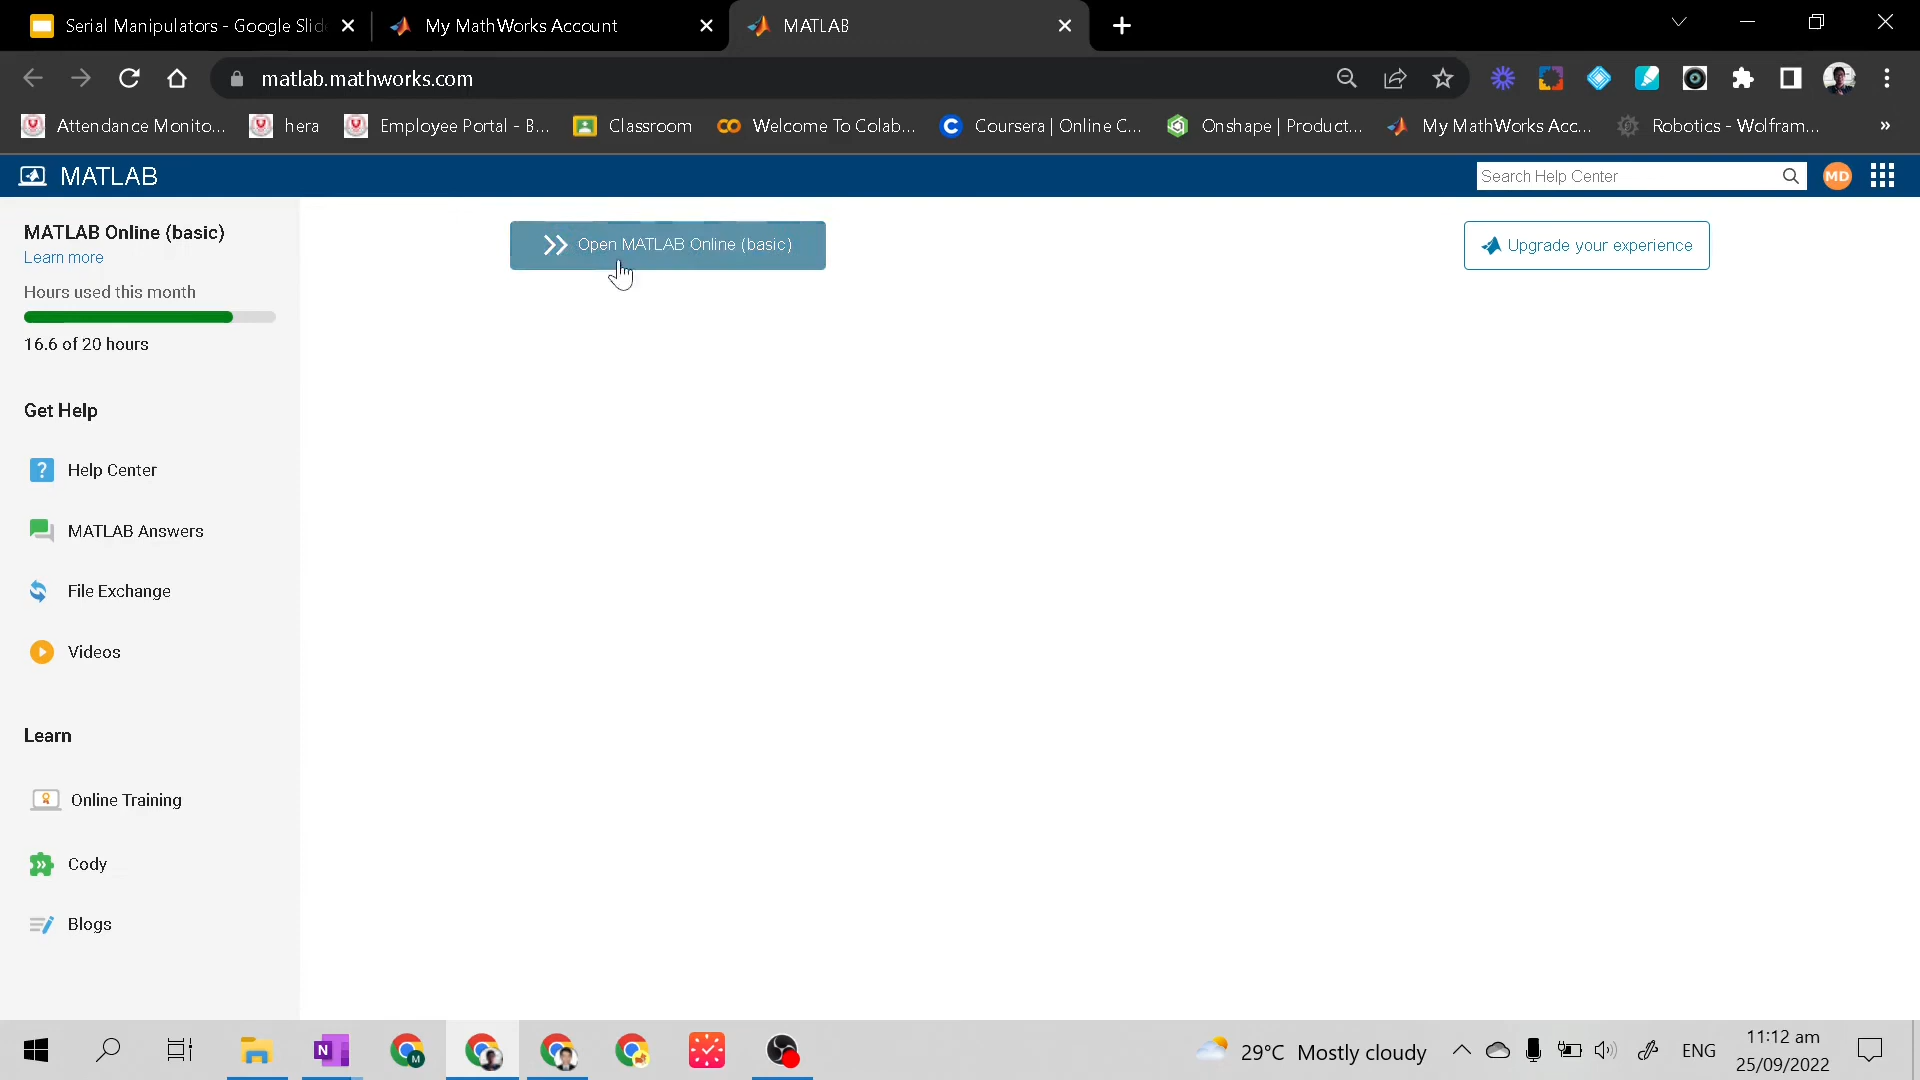 Serial Manipulators - Google Slide
My MathWorks Account
MATLAB
matlab.mathworks.com
Attendance Monito...
hera
Employee Portal - B...
Classroom
Welcome To Colab...
Coursera | Online C...
Onshape | Product...
My MathWorks Acc...
Robotics - Wolfram...
»
MATLAB
Search Help Center
MD
MATLAB Online (basic)
Learn more
Hours used this month
16.6 of 20 hours
Open MATLAB Online (basic)
Upgrade your experience
Get Help
Help Center
MATLAB Answers
File Exchange
Videos
Learn
Online Training
Cody
Blogs
29°C Mostly cloudy
ENG
11:12 am
25/09/2022